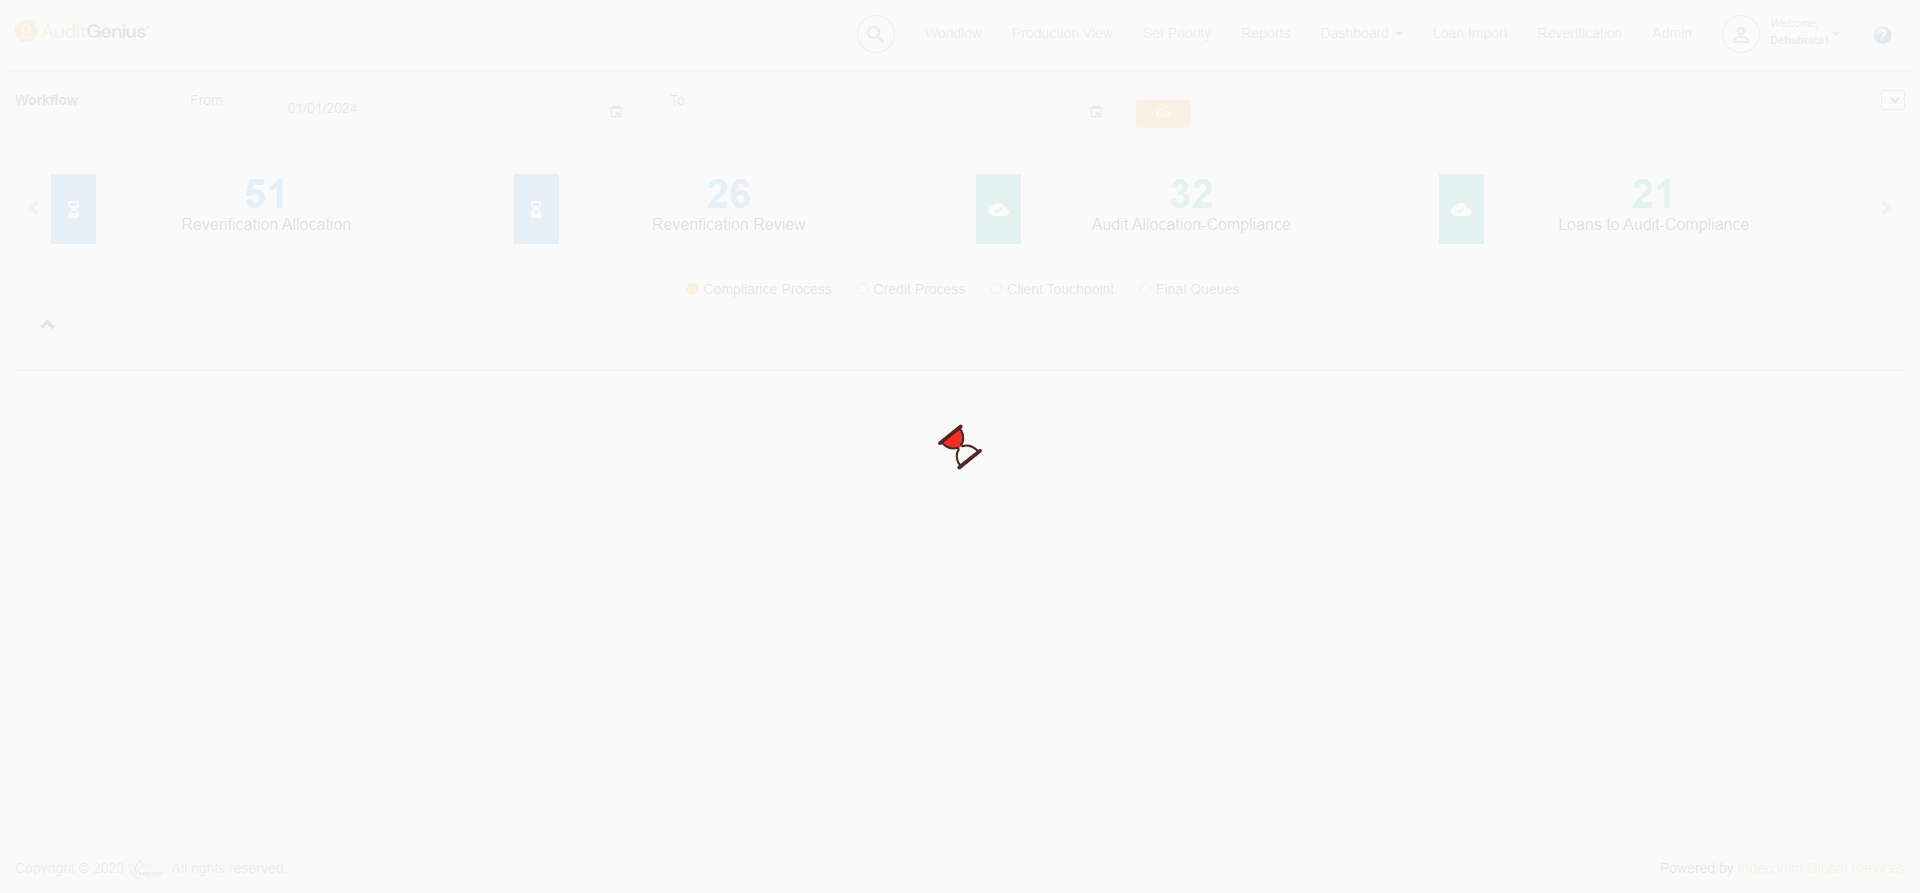 AuditGenius
Workflow Production View Set Priority Reports Dashboard Loan Import Reverification Admin Welcome,
Debabrata1
Workflow From 01/01/2024 To Go
51 26 32 21
Reverification Allocation Reverification Review Audit Allocation-Compliance Loans to Audit-Compliance
Compliance Process Credit Process Client Touchpoint Final Queues
Copyright © 2023 All rights reserved. Powered by Indecomm Global Services